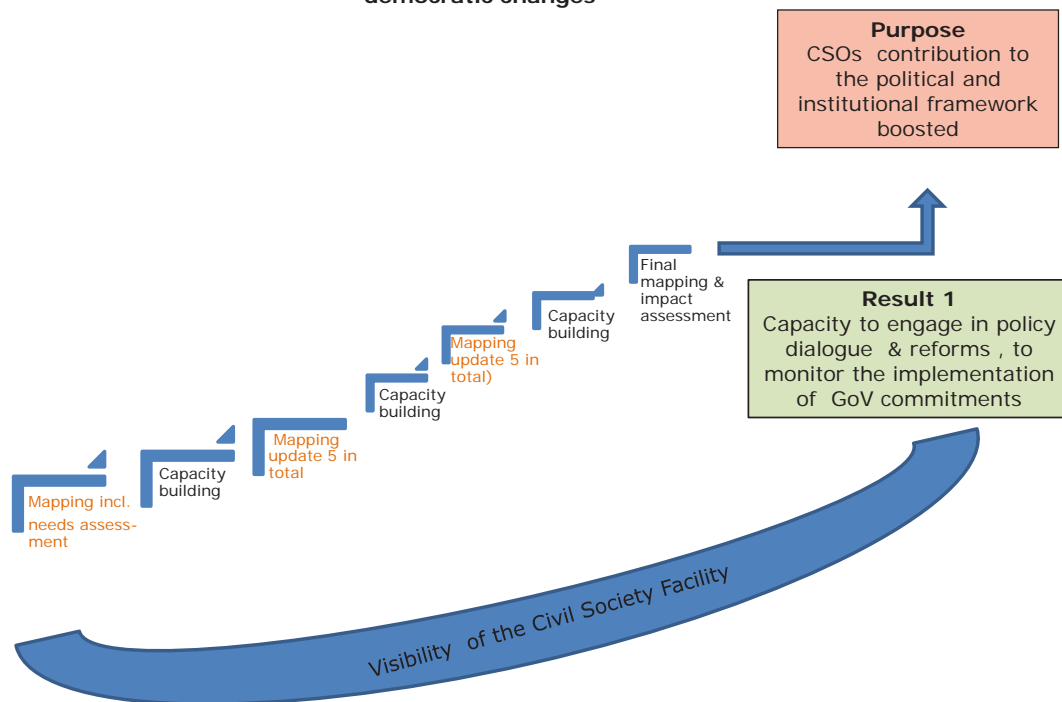 democratic changes
Purpose
CSOs contribution to
the political and
institutional framework
boosted
Final
mapping &
impact
assessment
Result 1
Capacity to engage in policy
dialogue & reforms , to
monitor the implementation
of GoV commitments
Capacity
building
Mapping
update 5 in
total)
Capacity
building
Mapping
update 5 in
total
Capacity
building
Mapping incl.
needs assess-
ment
Visibility of the Civil Society Facility